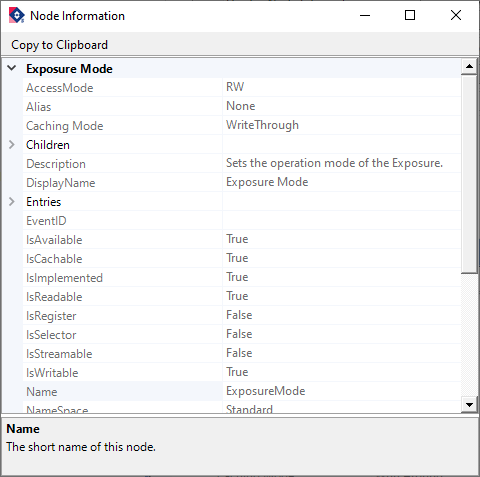 Node Information
Copy to Clipboard
Exposure Mode
AccessMode RW
Alias None
Caching Mode WriteThrough
Children
Description Sets the operation mode of the Exposure.
DisplayName Exposure Mode
Entries
EventID
IsAvailable True
IsCachable True
IsImplemented True
IsReadable True
IsRegister False
IsSelector False
IsStreamable False
IsWritable True
Name ExposureMode
NameSpace Standard
Name
The short name of this node.